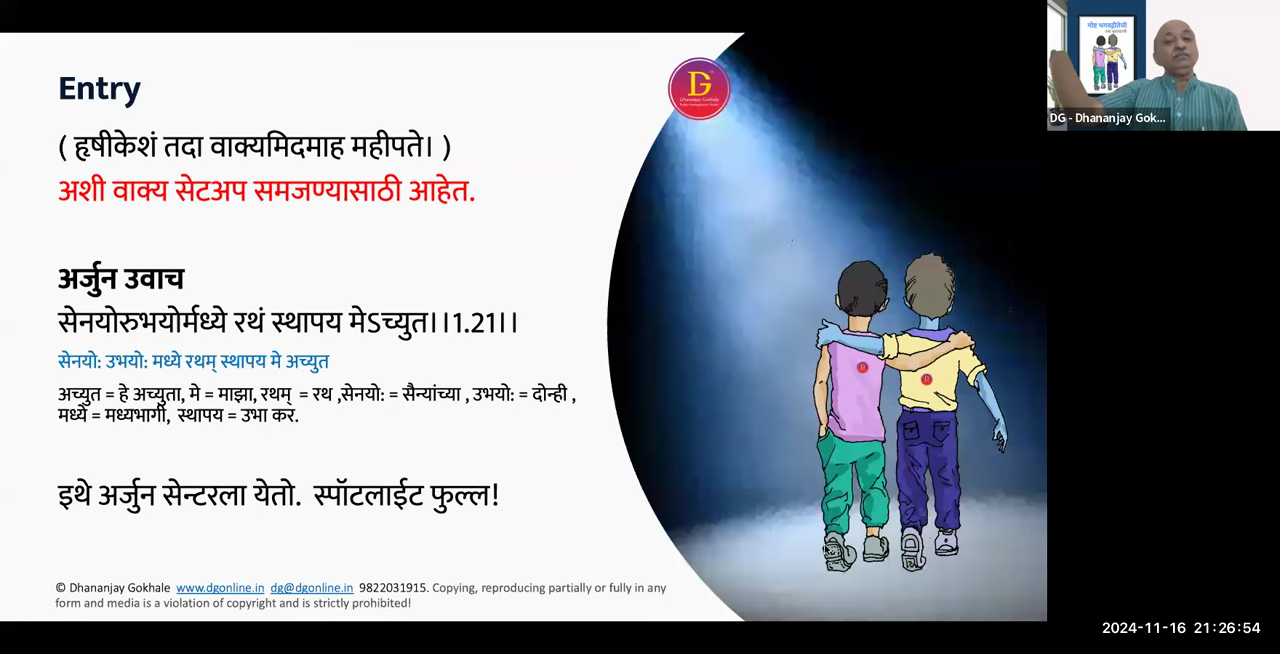 Entry
( हृषीकेशं तदा वाक्यमिदमाह महीपते। )
अशी वाक्य सेटअप समजण्यासाठी आहेत.
अर्जुन उवाच
सेनयोरुभयोर्मध्ये रथं स्थापय मेऽच्युत।।1.21।।
सेनयो: उभयो: मध्ये रथम् स्थापय मे अच्युत
अच्युत = हे अच्युता, मे = माझा, रथम्  = रथ ,सेनयो: = सैन्यांच्या , उभयो: = दोन्ही ,
मध्ये = मध्यभागी,  स्थापय = उभा कर.
इथे अर्जुन सेन्टरला येतो.  स्पॉटलाईट फुल्ल!
© Dhananjay Gokhale  www.dgonline.in  dg@dgonline.in  9822031915. Copying, reproducing partially or fully in any
form and media is a violation of copyright and is strictly prohibited!
DG
Dhananjay Gokhale
गोष्ट भगवद्गीतेची
DG - Dhananjay Gok...
2024-11-16 21:26:54